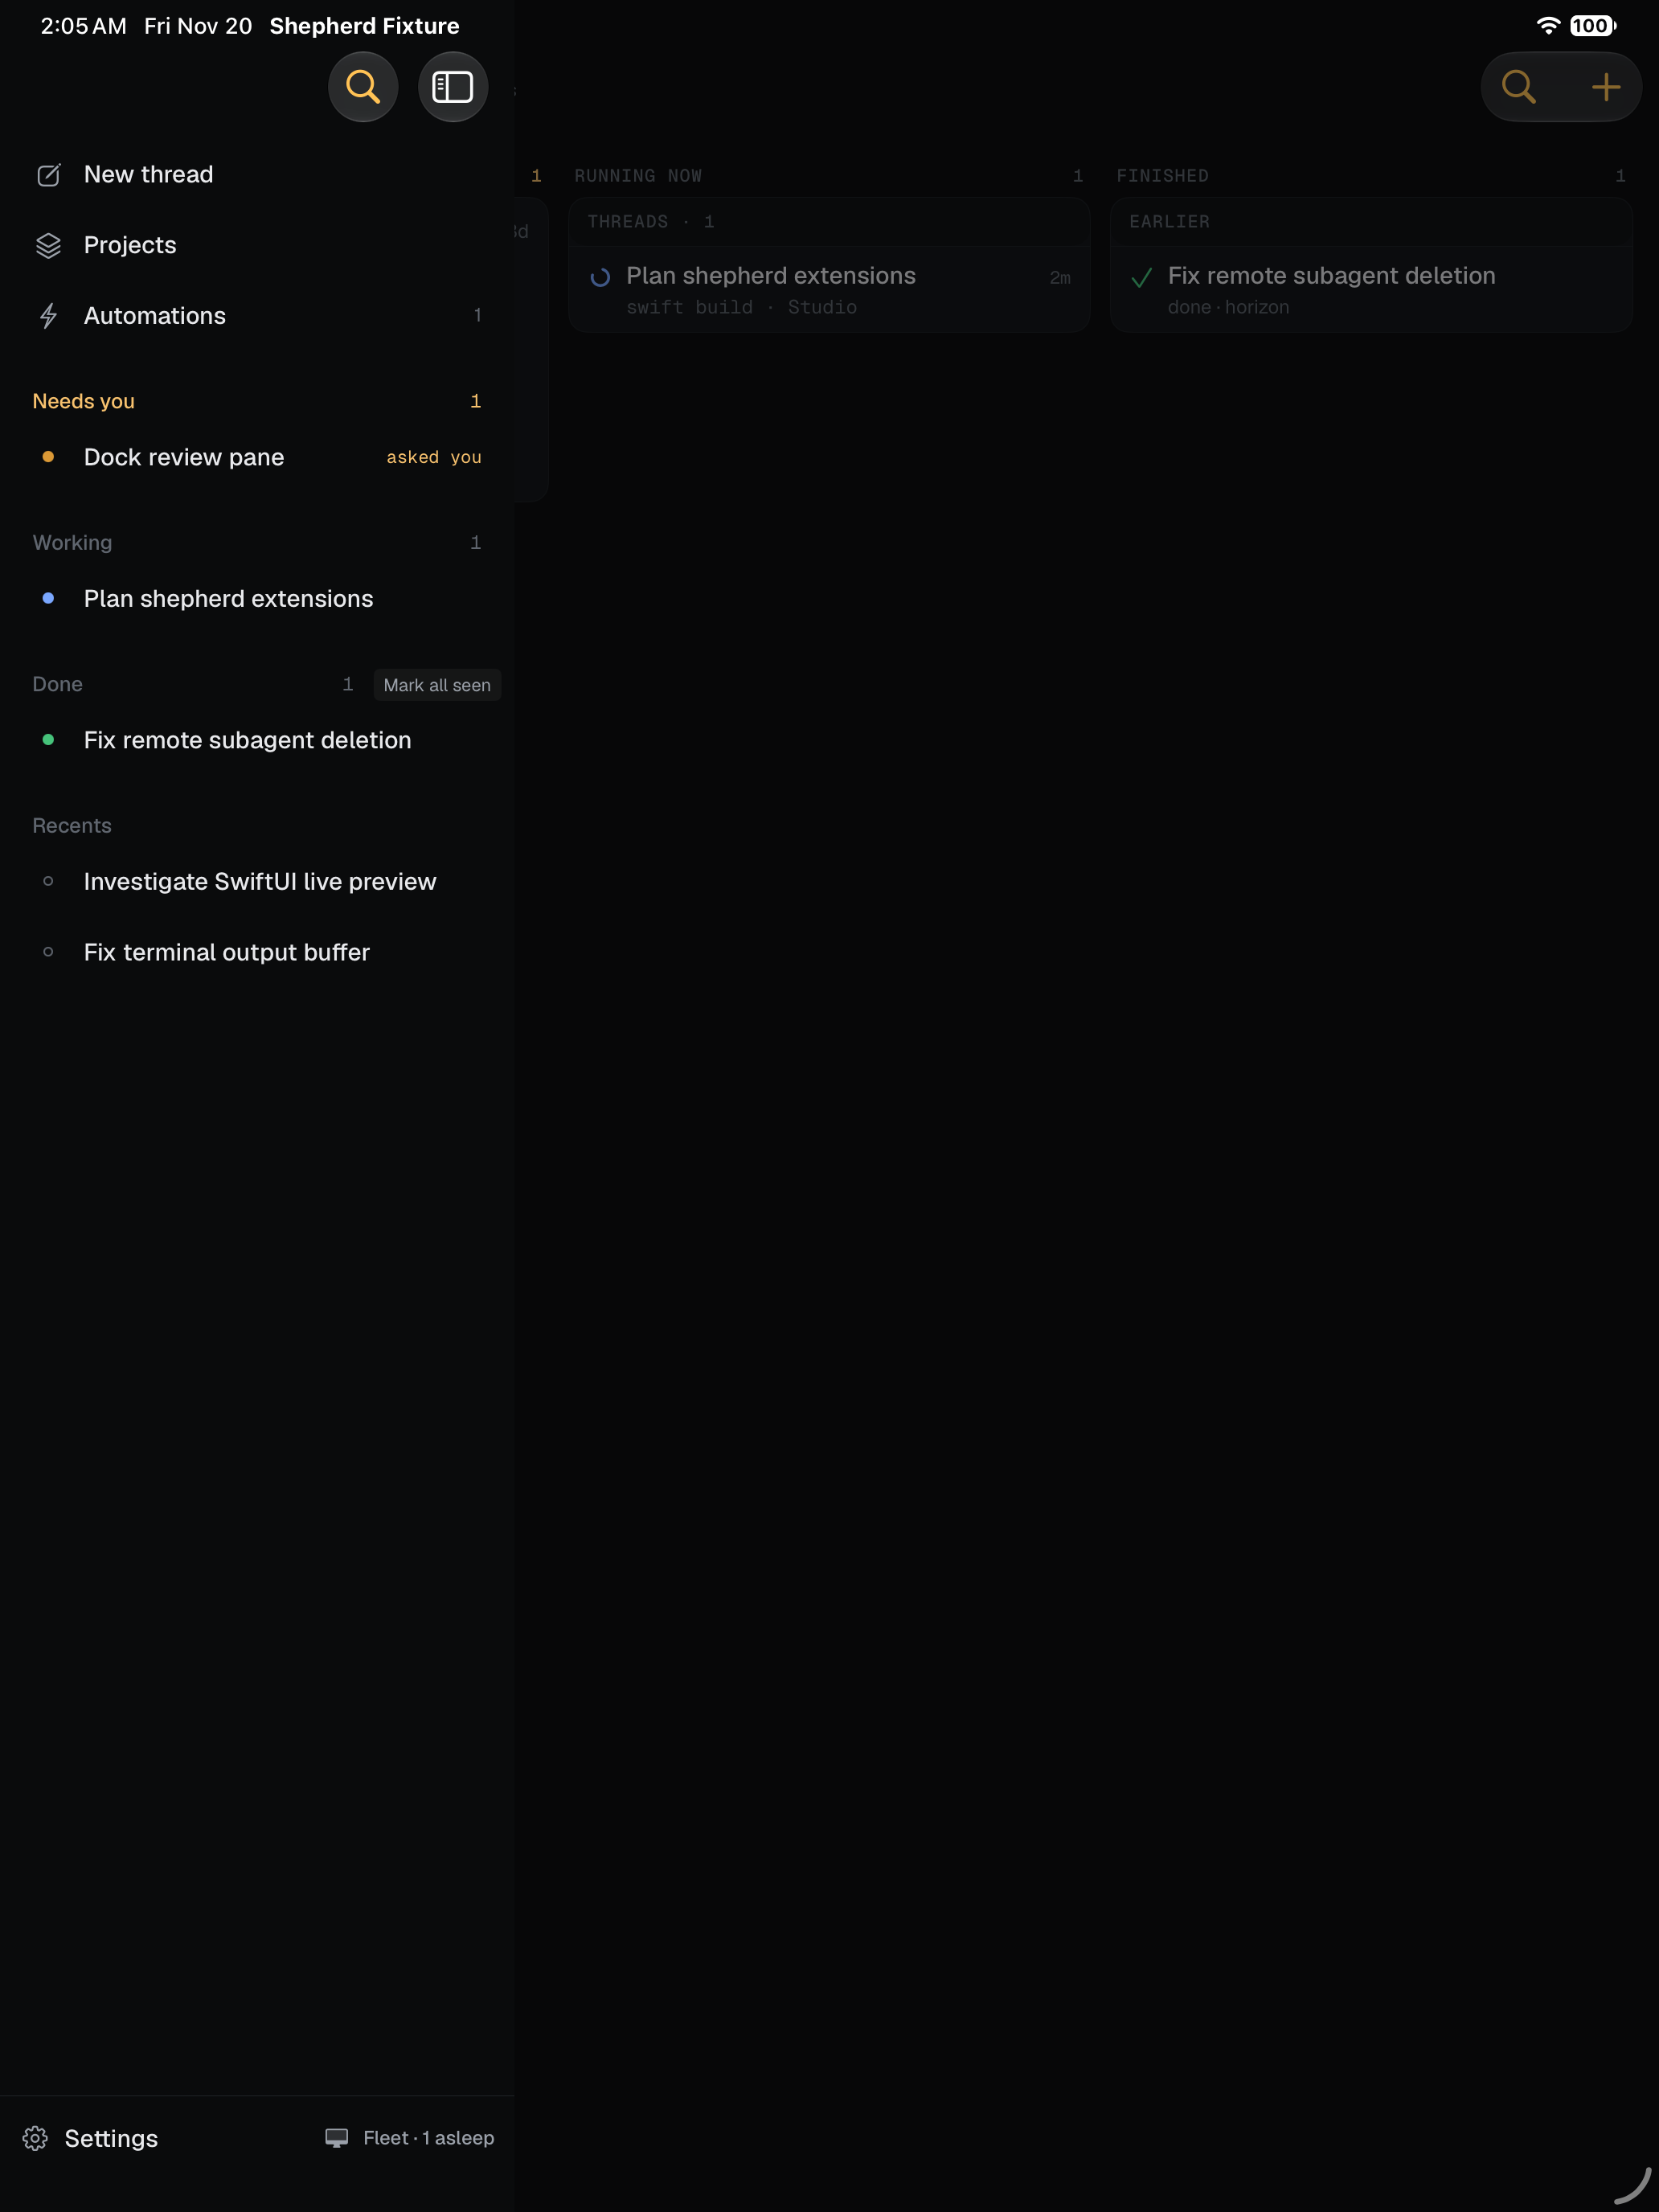 2:05 AM Fri Nov 20 Shepherd Fixture
100
New thread
Projects
Automations 1
Needs you 1
Dock review pane asked you
Working 1
Plan shepherd extensions
Done 1 Mark all seen
Fix remote subagent deletion
Recents
Investigate SwiftUI live preview
Fix terminal output buffer
Settings Fleet · 1 asleep
1
RUNNING NOW 1
THREADS · 1
Plan shepherd extensions 2m
swift build · Studio
FINISHED 1
EARLIER
Fix remote subagent deletion
done · horizon